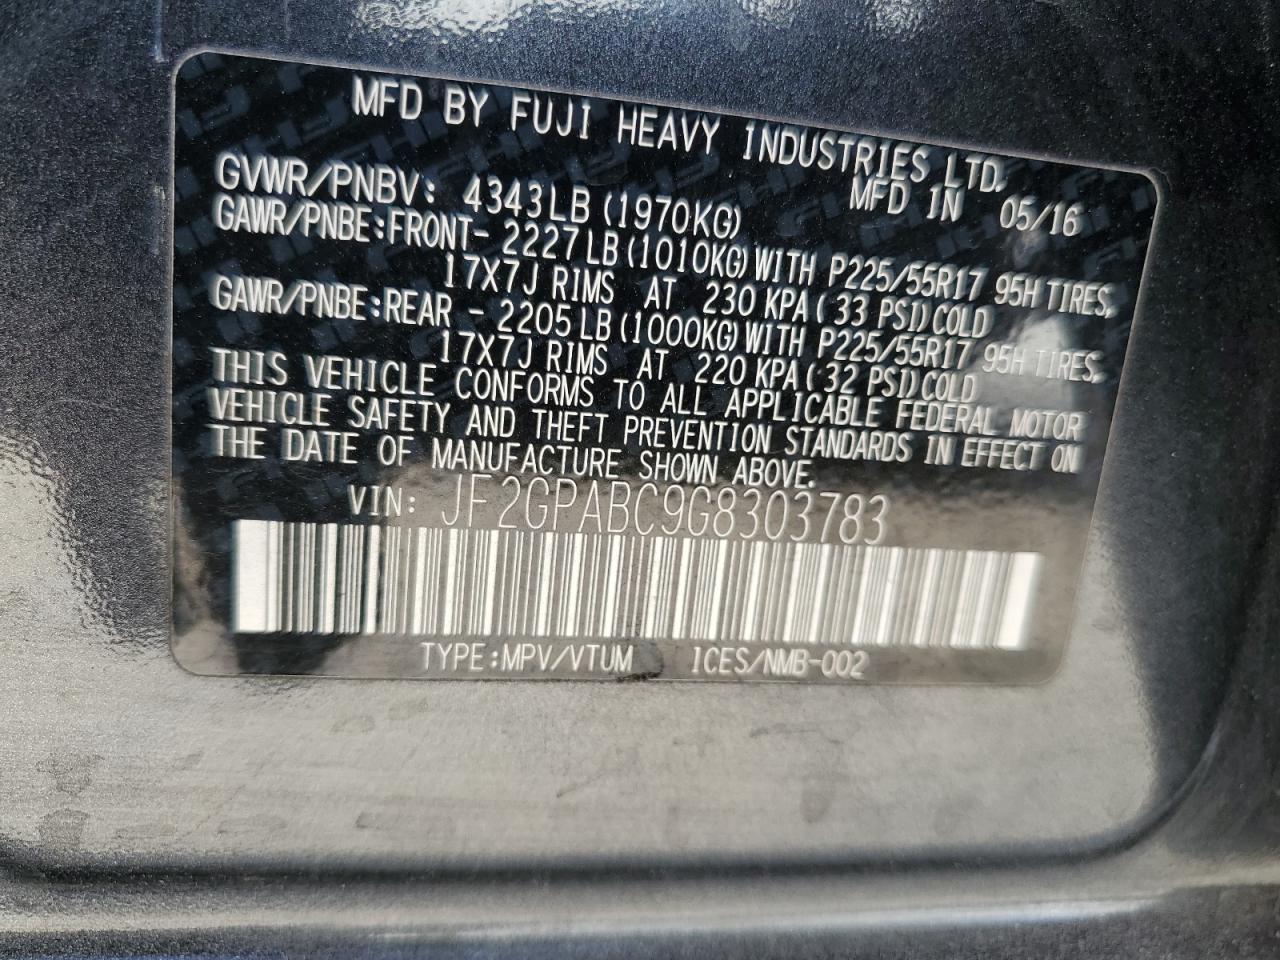 MFD BY FUJI HEAVY INDUSTRIES LTD.
MFD IN 05/16
GVWR/PNBV: 4343LB (1970KG)
GAWR/PNBE:FRONT- 2227LB (1010KG) WITH P225/55R17 95H TIRES,
17X7J RIMS AT 230 KPA(33 PSI) COLD
GAWR/PNBE:REAR - 2205LB (1000KG) WITH P225/55R17 95H TIRES,
17X7J RIMS AT 220 KPA(32 PSI) COLD
THIS VEHICLE CONFORMS TO ALL APPLICABLE FEDERAL MOTOR
VEHICLE SAFETY AND THEFT PREVENTION STANDARDS IN EFFECT ON
THE DATE OF MANUFACTURE SHOWN ABOVE.
VIN: JF2GPABC9G8303783
TYPE:MPV/VTUM ICES/NMB-002